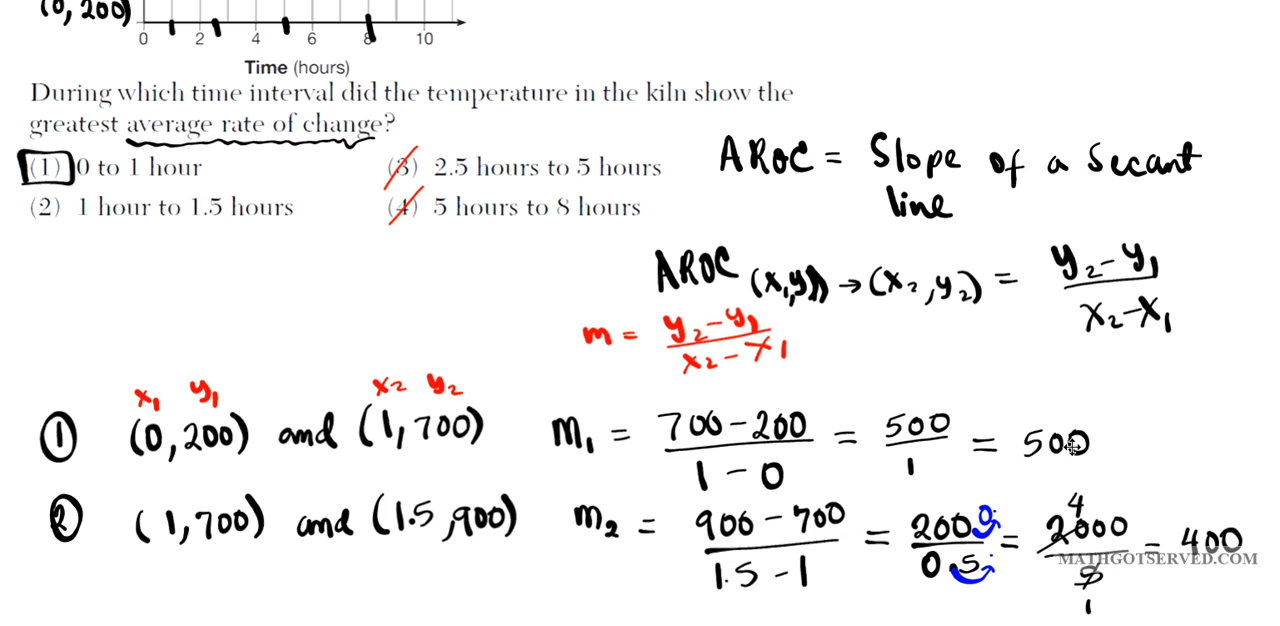 (0, 200)
0 2 4 6 8 10
Time (hours)
During which time interval did the temperature in the kiln show the
greatest average rate of change?
(1) 0 to 1 hour (3) 2.5 hours to 5 hours
(2) 1 hour to 1.5 hours (4) 5 hours to 8 hours
AROC = Slope of a Secant
line
AROC (x₁,y₁) → (x₂,y₂) = y₂-y₁ / x₂-x₁
m = y₂-y₁ / x₂-x₁
x₁ y₁ x₂ y₂
① (0,200) and (1,700) m₁ = 700-200 / 1-0 = 500 / 1 = 500
② (1,700) and (1.5,900) m₂ = 900-700 / 1.5-1 = 2000 / 0.5 = 2000 / 5 = 400
4
1
MATHGOTSERVED.COM